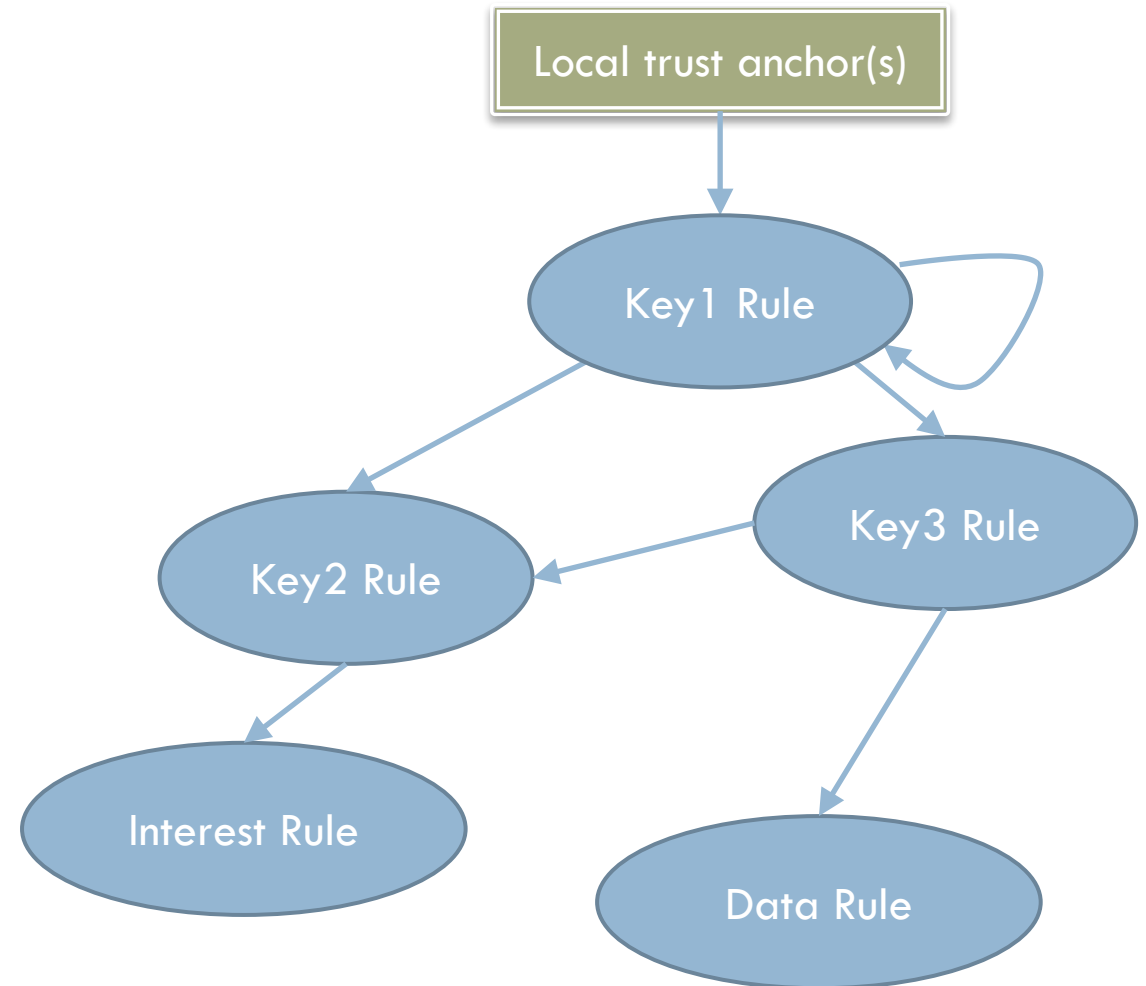 Local trust anchor(s)
Key1 Rule
Key3 Rule
Key2 Rule
Interest Rule
Data Rule